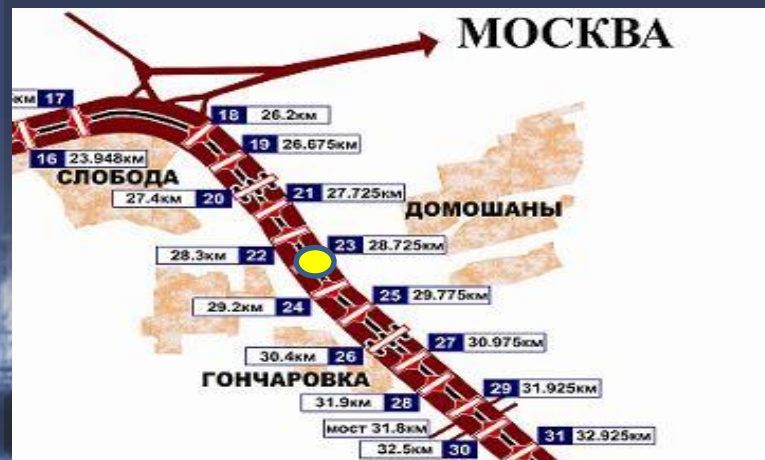 МОСКВА
км 17
18 26.2км
19 26.675км
16 23.948км
СЛОБОДА
27.4км 20
21 27.725км
ДОМОШАНЫ
28.3км 22
23 28.725км
29.2км 24
25 29.775км
30.4км 26
27 30.975км
ГОНЧАРОВКА
31.9км 28
29 31.925км
мост 31.8км
32.5км 30
31 32.925км